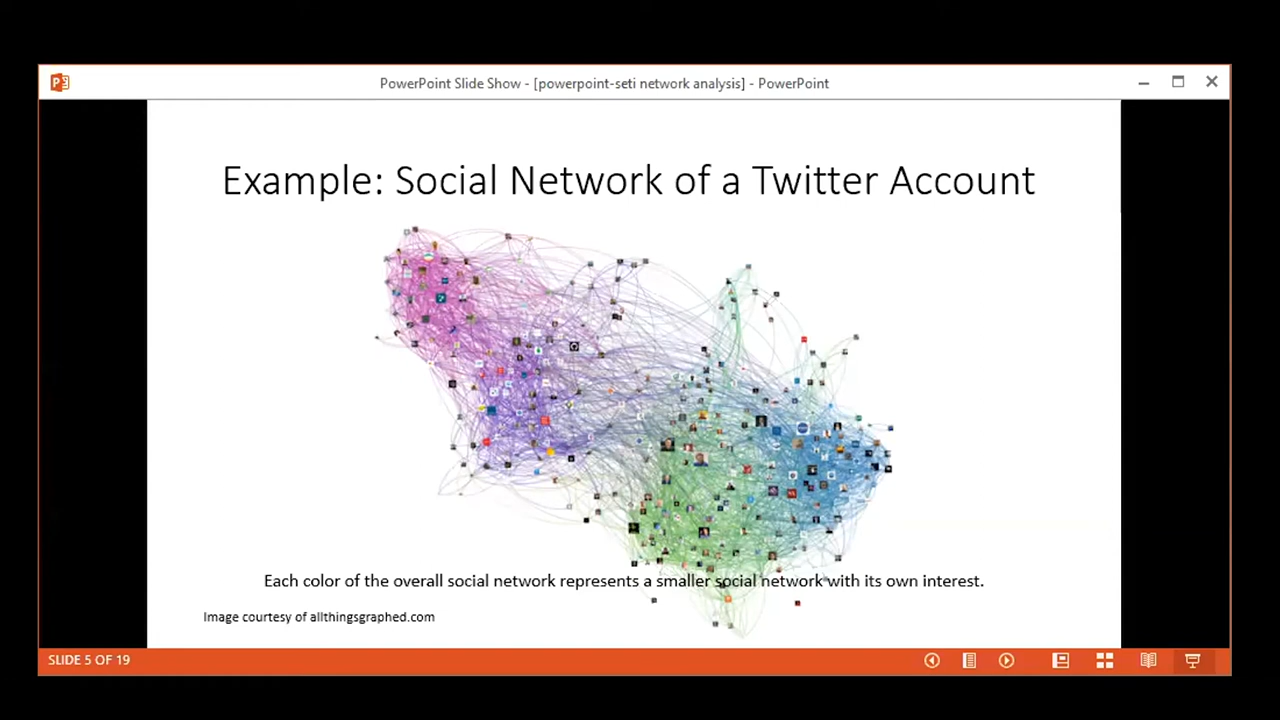 PowerPoint Slide Show - [powerpoint-seti network analysis] - PowerPoint
Example: Social Network of a Twitter Account
Each color of the overall social network represents a smaller social network with its own interest.
Image courtesy of allthingsgraphed.com
SLIDE 5 OF 19